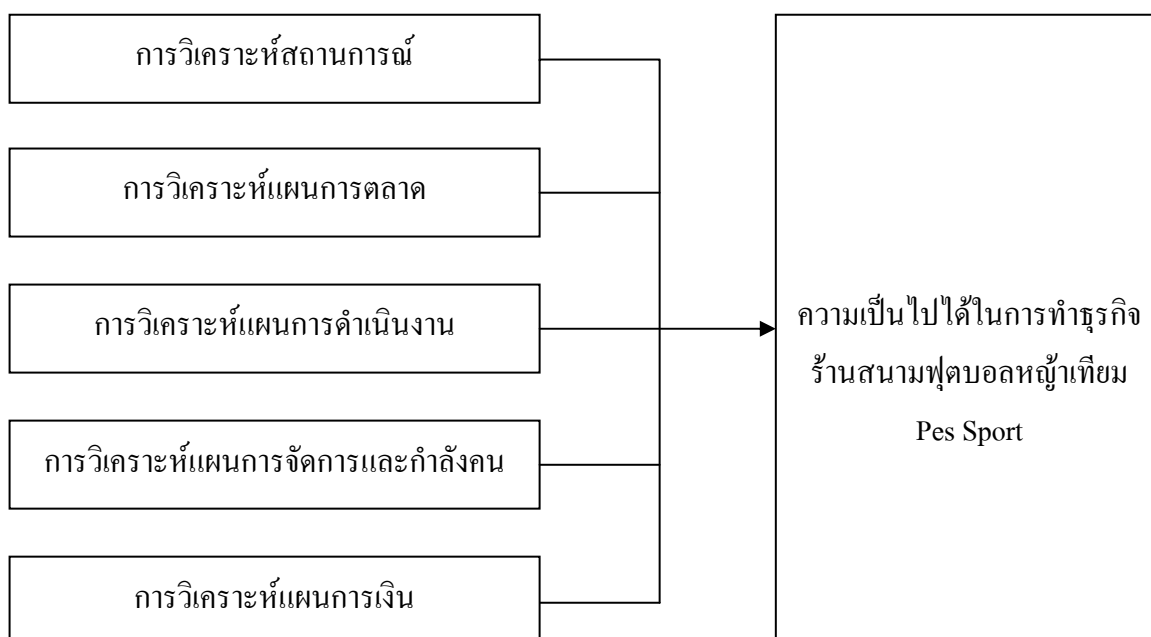 การวิเคราะห์สถานการณ์
การวิเคราะห์แผนการตลาด
การวิเคราะห์แผนการดำเนินงาน
การวิเคราะห์แผนการจัดการและกำลังคน
การวิเคราะห์แผนการเงิน
ความเป็นไปได้ในการทำธุรกิจ
ร้านสนามฟุตบอลหญ้าเทียม
Pes Sport